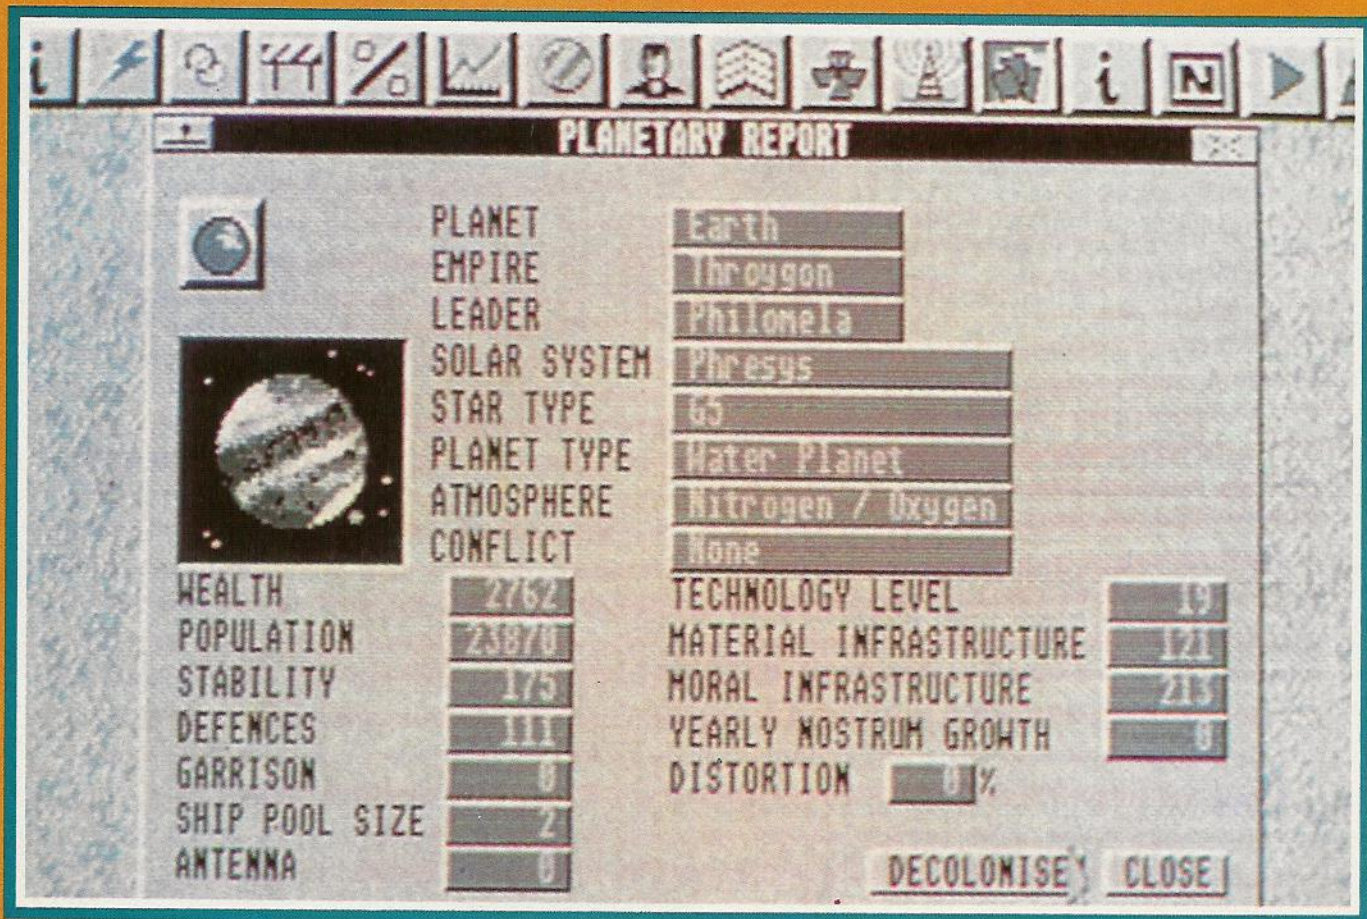 i % i N
PLANETARY REPORT
PLANET Earth
EMPIRE Throygon
LEADER Philomela
SOLAR SYSTEM Phresys
STAR TYPE G5
PLANET TYPE Water Planet
ATMOSPHERE Nitrogen / Oxygen
CONFLICT None
WEALTH 2762 TECHNOLOGY LEVEL 19
POPULATION 23870 MATERIAL INFRASTRUCTURE 121
STABILITY 175 MORAL INFRASTRUCTURE 213
DEFENCES 111 YEARLY NOSTRUM GROWTH 0
GARRISON 0 DISTORTION 0 %
SHIP POOL SIZE 2
ANTENNA 0
DECOLONISE CLOSE